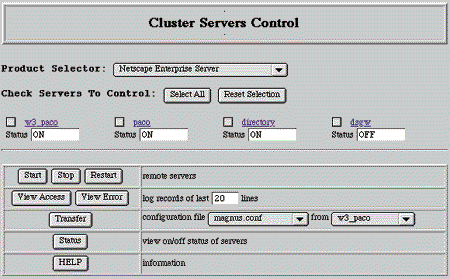 Cluster Servers Control
Product Selector: Netscape Enterprise Server
Check Servers To Control: Select All Reset Selection
w3_paco paco directory dsgw
Status ON Status ON Status ON Status OFF
Start Stop Restart remote servers
View Access View Error log records of last 20 lines
Transfer configuration file magnus.conf from w3_paco
Status view on/off status of servers
HELP information